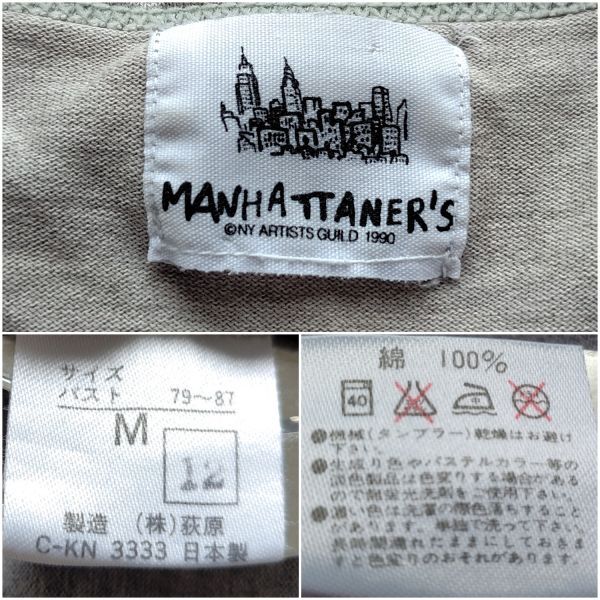 MANHATTANER'S
©NY ARTISTS GUILD 1990
サイズ
バスト 79〜87
M
12
製造 (株)荻原
C-KN 3333 日本製
綿 100%
40
中
●機械(タンブラー)乾燥はお避け
下さい。
●生成り色やパステルカラー等の
淡色製品は色変りする場合がある
ので無蛍光洗剤をご使用下さい。
●濃い色は洗濯の際色落ちすること
があります。単独で洗って下さい。
長時間濡れたままにしておきま
すと色変りのおそれがあります。